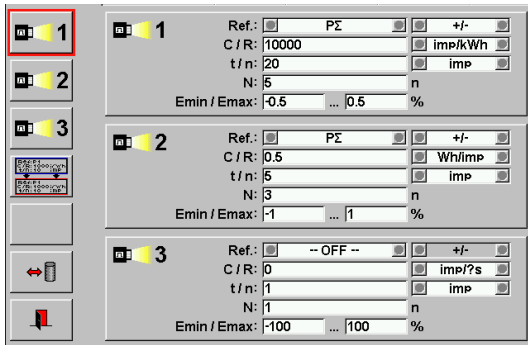 1
1
Ref.: PΣ +/-
C / R: 10000 imp/kWh
t / n: 20 imp
N: 5 n
Emin / Emax: -0.5 ... 0.5 %
2
2
Ref.: PΣ +/-
C / R: 0.5 Wh/imp
t / n: 5 imp
N: 3 n
Emin / Emax: -1 ... 1 %
3
3
Ref.: -- OFF -- +/-
C / R: 0 imp/?s
t / n: 1 imp
N: 1 n
Emin / Emax: -100 ... 100 %